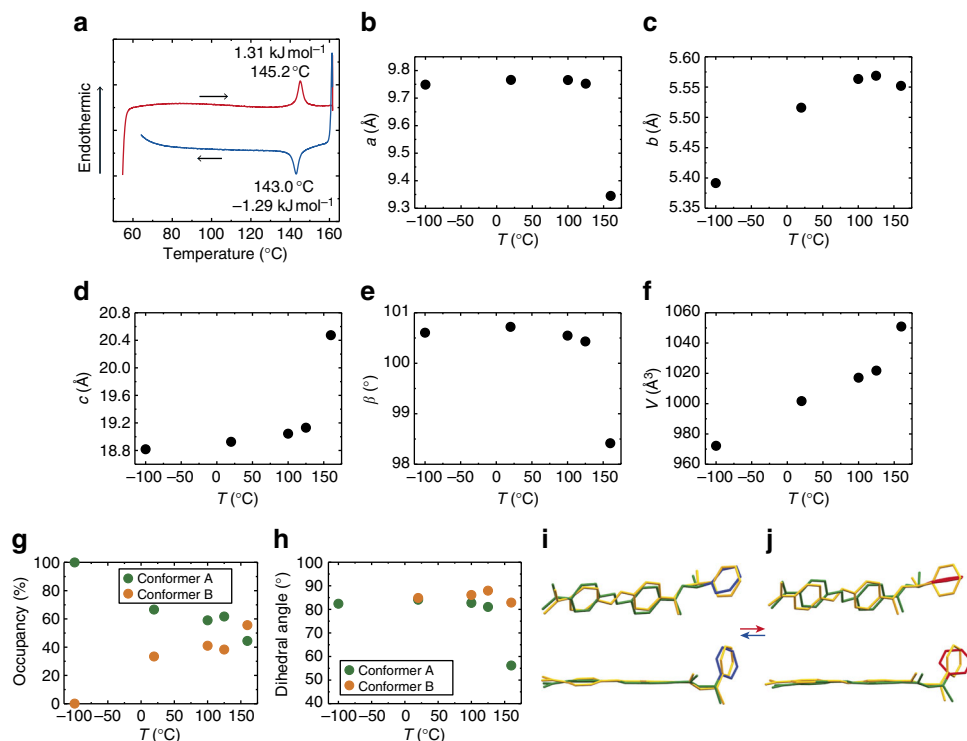 a
1.31 kJ mol−1
145.2 °C
Endothermic
143.0 °C
−1.29 kJ mol−1
60 80 100 120 140 160
Temperature (°C)
b
9.8
9.7
9.6
9.5
9.4
9.3
a (Å)
−100 −50 0 50 100 150
T (°C)
c
5.60
5.55
5.50
5.45
5.40
5.35
b (Å)
−100 −50 0 50 100 150
T (°C)
d
20.8
20.4
20.0
19.6
19.2
18.8
c (Å)
−100 −50 0 50 100 150
T (°C)
e
101
100
99
98
β (°)
−100 −50 0 50 100 150
T (°C)
f
1060
1040
1020
1000
980
960
V (Å3)
−100 −50 0 50 100 150
T (°C)
g
100
80
60
40
20
0
Occupancy (%)
Conformer A
Conformer B
−100 −50 0 50 100 150
T (°C)
h
100
90
80
70
60
50
40
Dihedral angle (°)
Conformer A
Conformer B
−100 −50 0 50 100 150
T (°C)
i
j